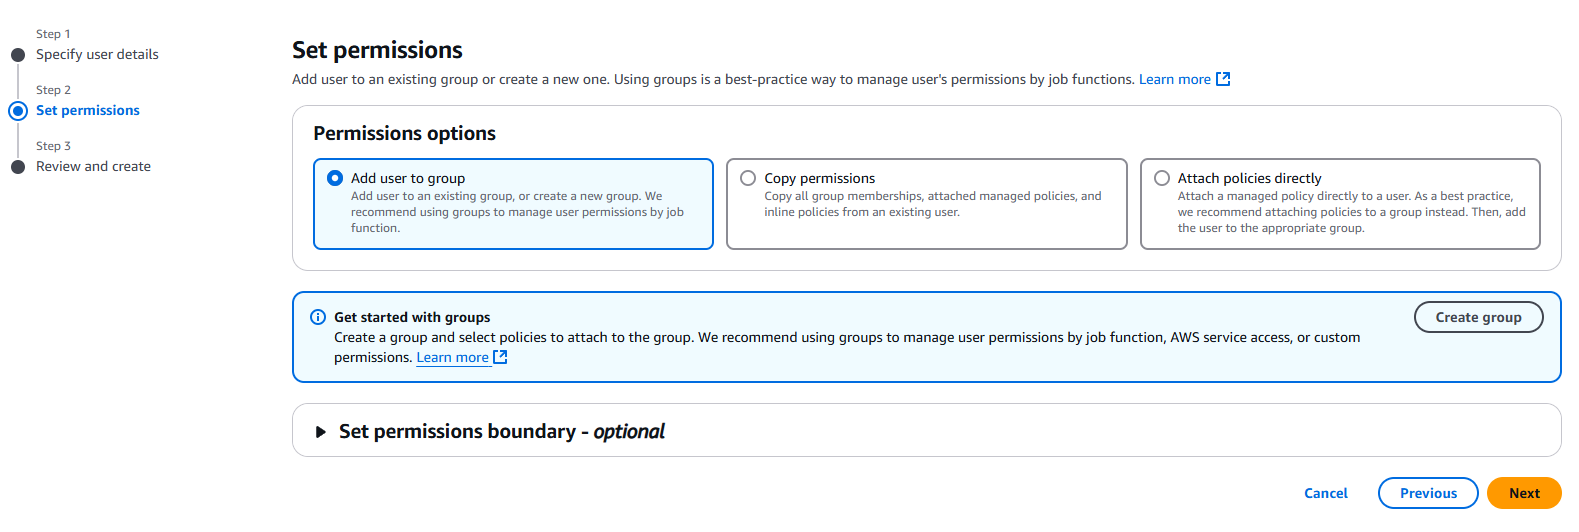 Step 1
Specify user details
Step 2
Set permissions
Step 3
Review and create
Set permissions
Add user to an existing group or create a new one. Using groups is a best-practice way to manage user's permissions by job functions. Learn more
Permissions options
Add user to group
Add user to an existing group, or create a new group. We
recommend using groups to manage user permissions by job
function.
Copy permissions
Copy all group memberships, attached managed policies, and
inline policies from an existing user.
Attach policies directly
Attach a managed policy directly to a user. As a best practice,
we recommend attaching policies to a group instead. Then, add
the user to the appropriate group.
Get started with groups
Create a group and select policies to attach to the group. We recommend using groups to manage user permissions by job function, AWS service access, or custom
permissions. Learn more
Create group
Set permissions boundary - optional
Cancel
Previous
Next